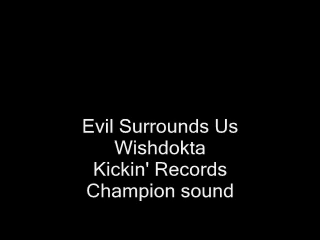 Evil Surrounds Us
Wishdokta
Kickin' Records
Champion sound